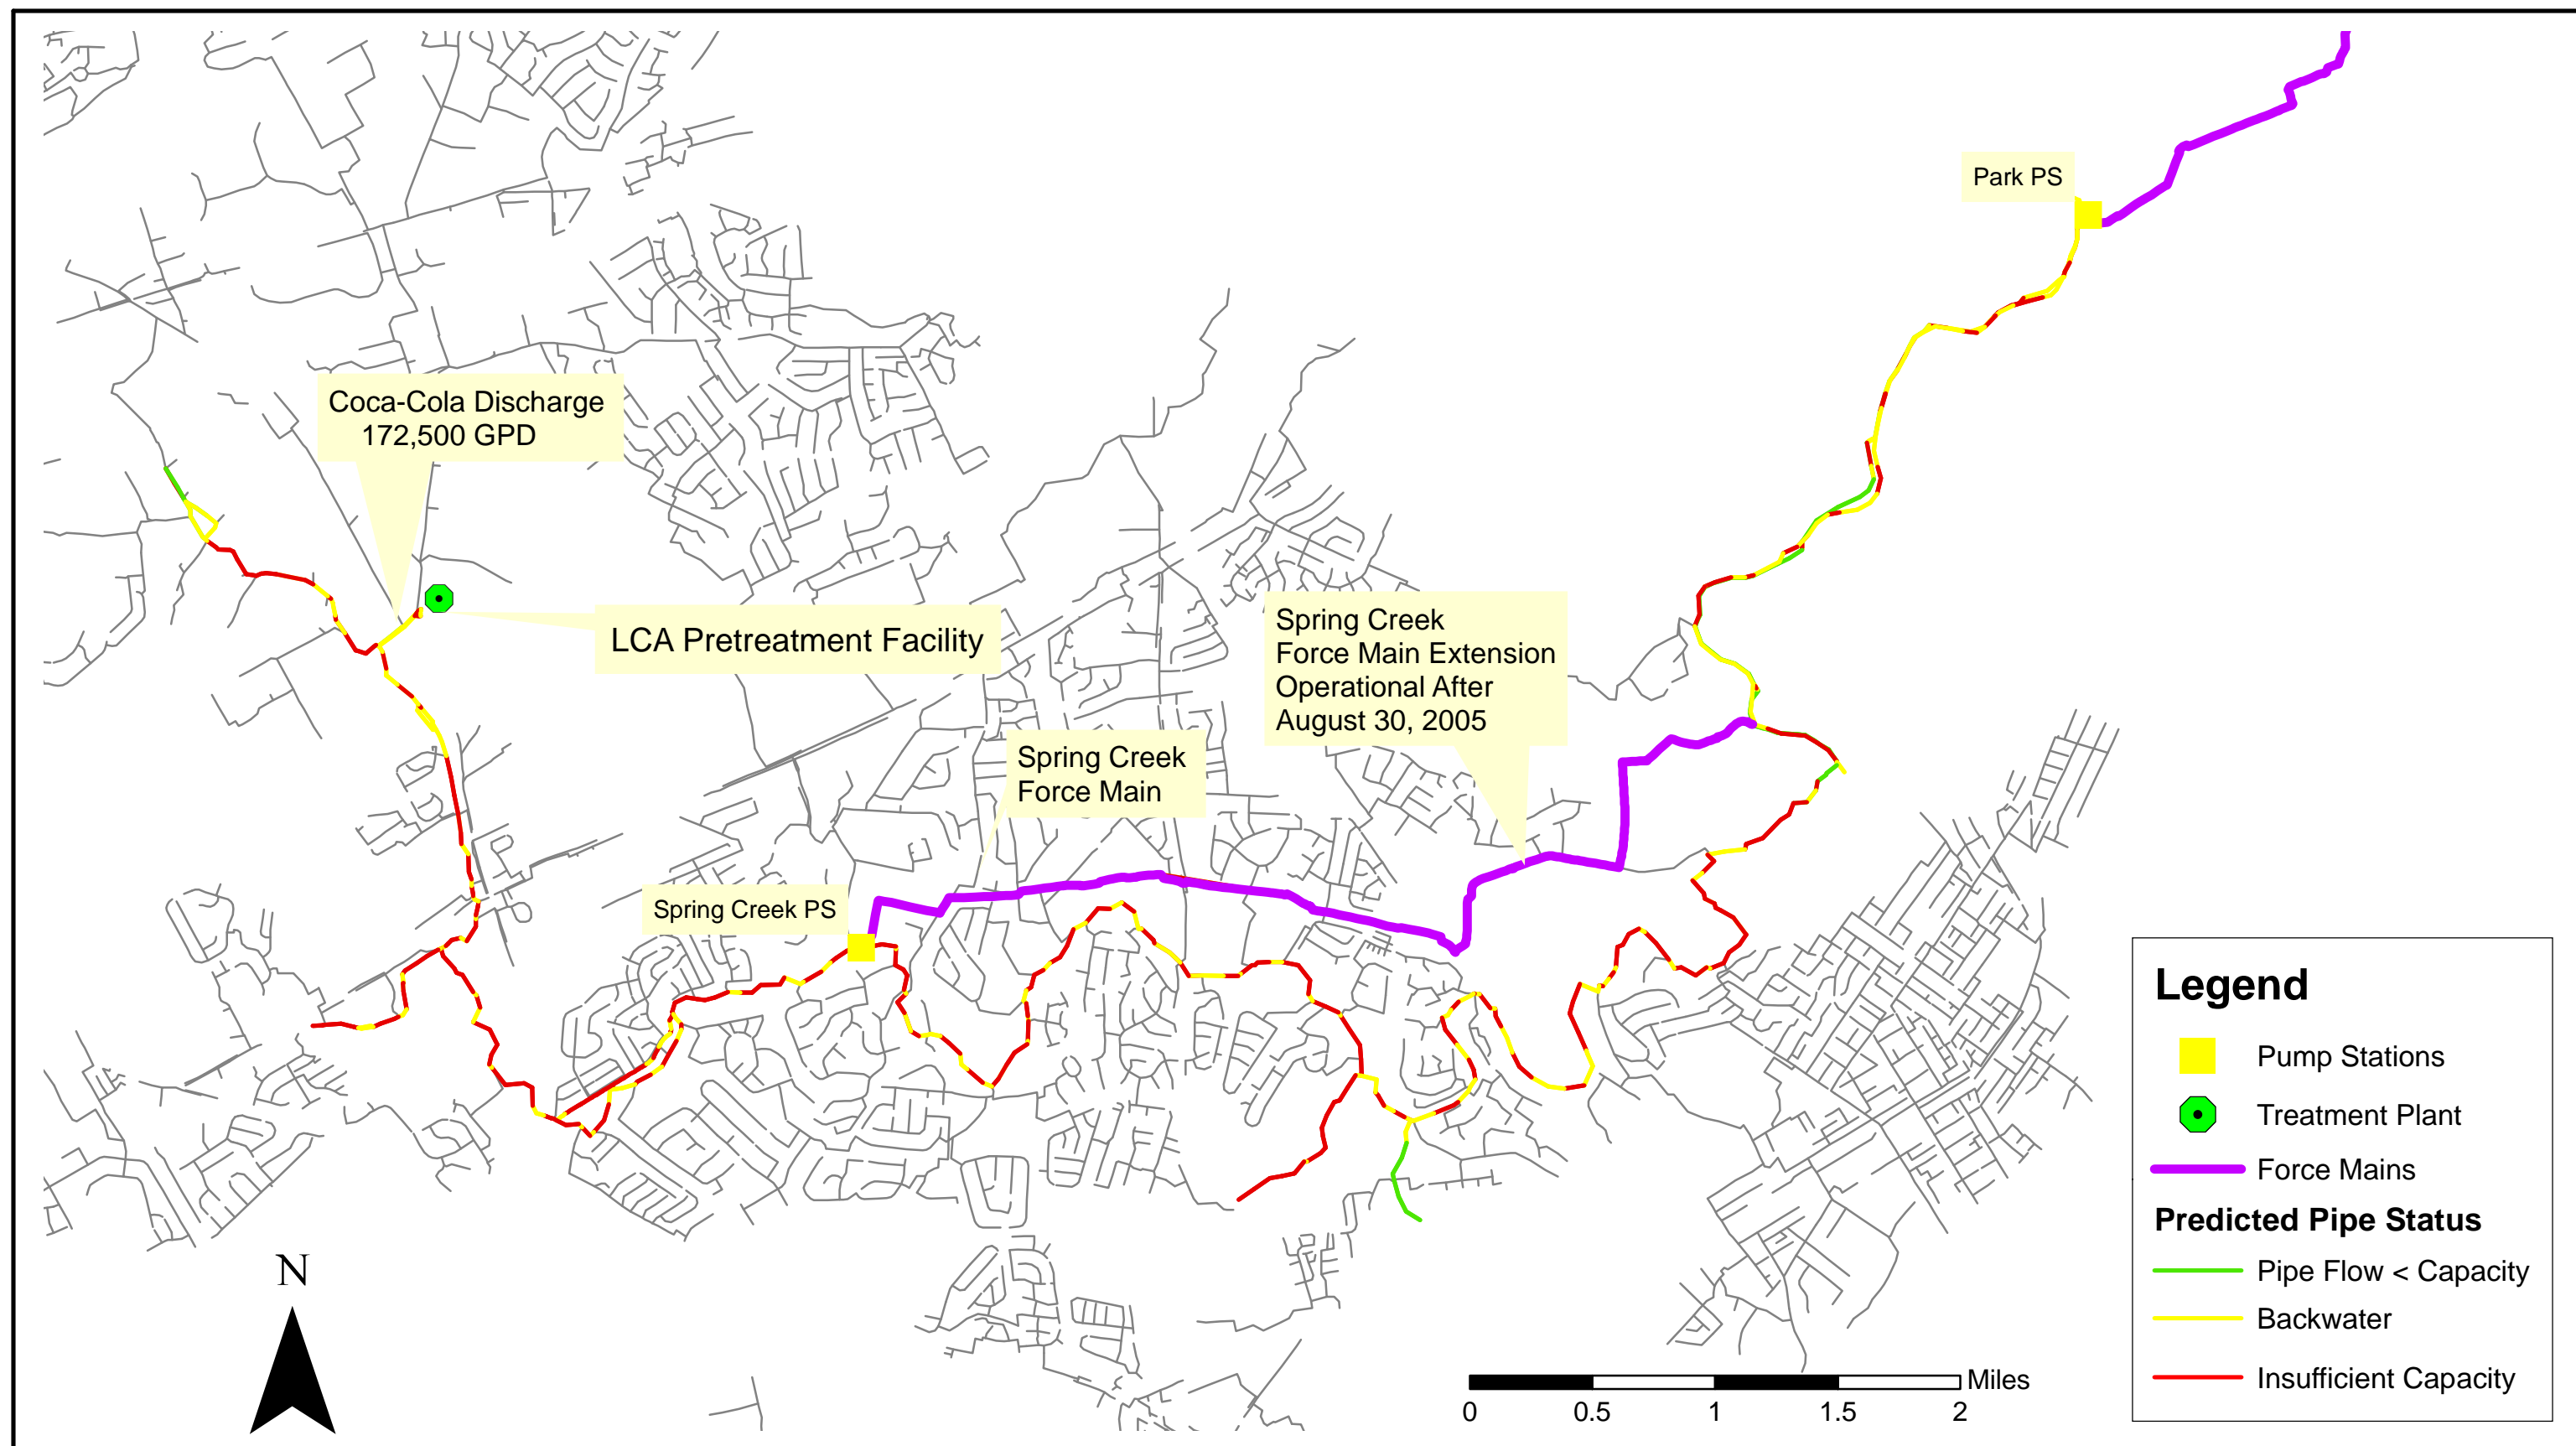 Park PS
Coca-Cola Discharge
172,500 GPD
LCA Pretreatment Facility
Spring Creek
Force Main Extension
Operational After
August 30, 2005
Spring Creek
Force Main
Spring Creek PS
Legend
Pump Stations
Treatment Plant
Force Mains
Predicted Pipe Status
Pipe Flow < Capacity
Backwater
Insufficient Capacity
N
Miles
0 0.5 1 1.5 2